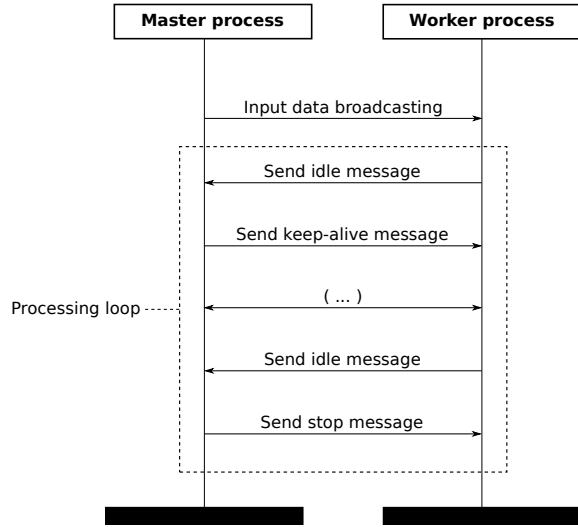 Master process
Worker process
Input data broadcasting
Send idle message
Send keep-alive message
Processing loop
( ... )
Send idle message
Send stop message